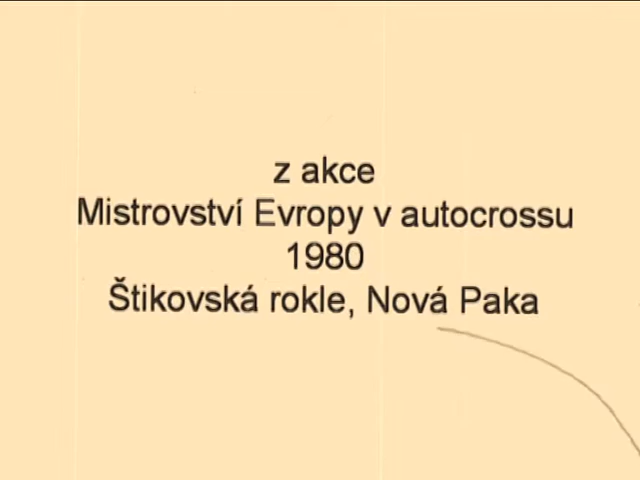 z akce
Mistrovství Evropy v autocrossu
1980
Štikovská rokle, Nová Paka